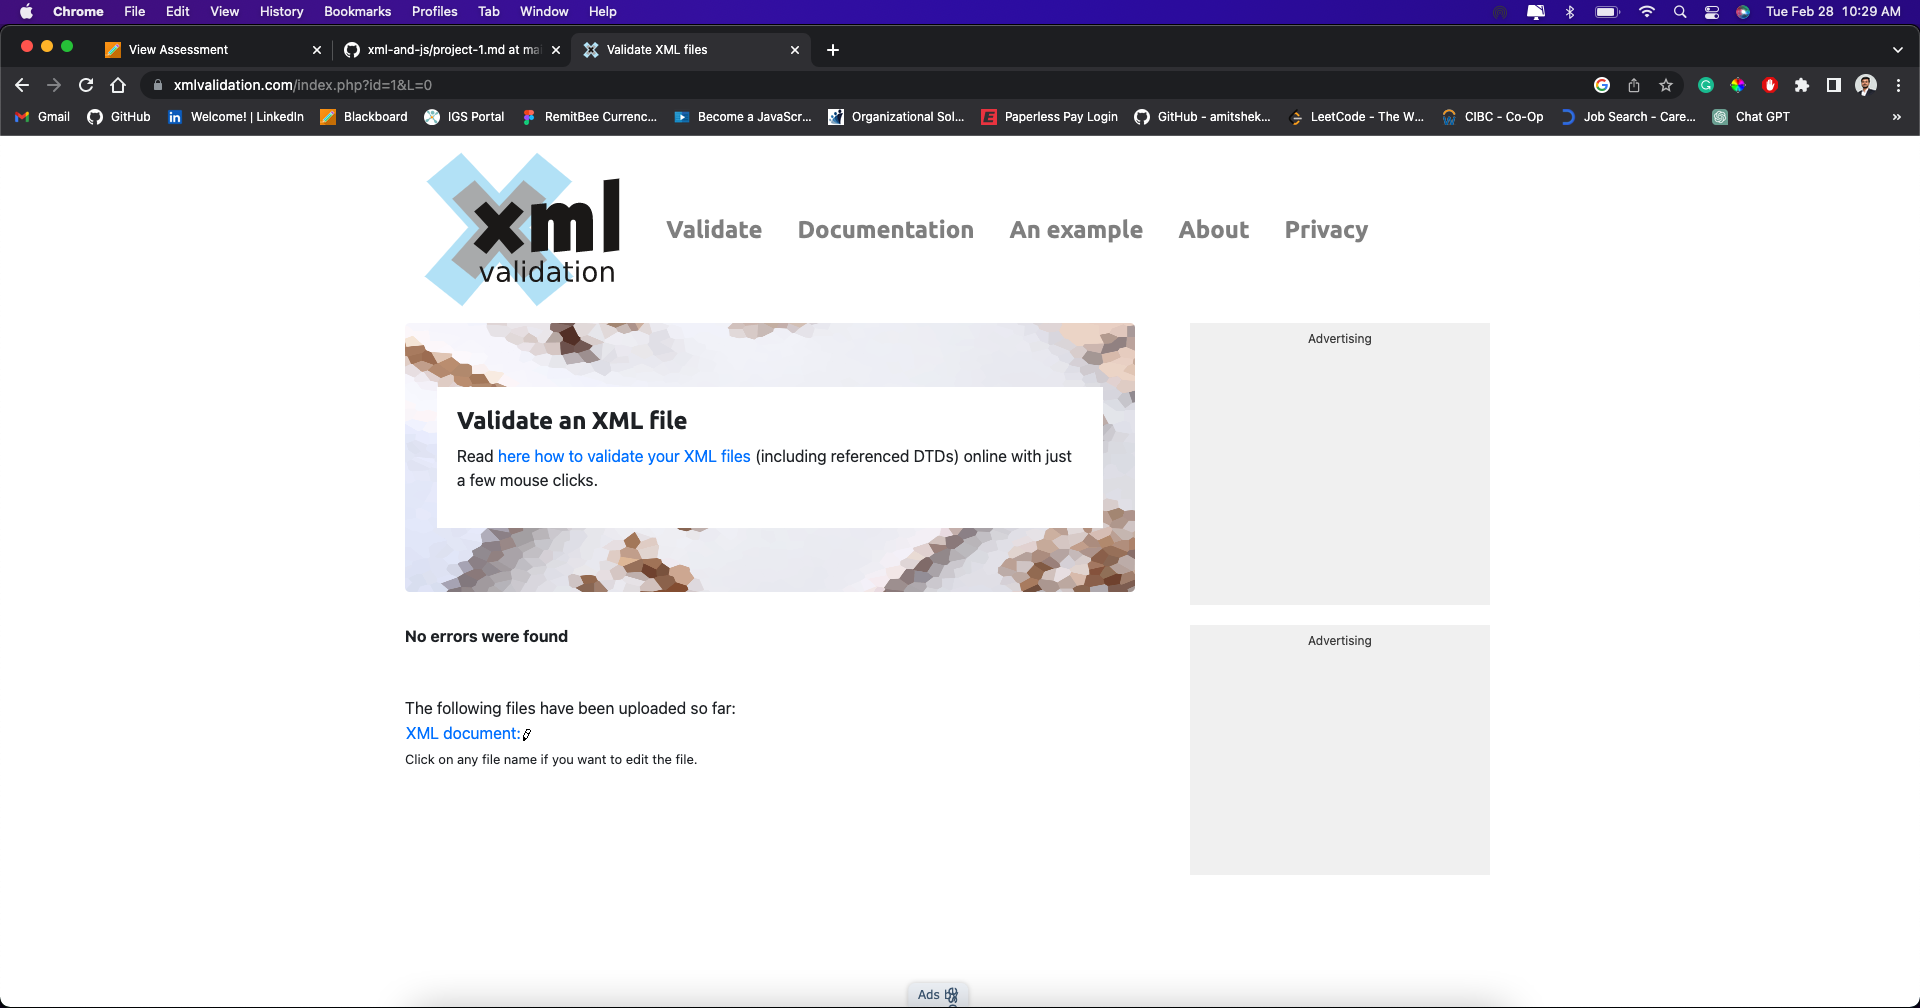 Chrome File Edit View History Bookmarks Profiles Tab Window Help Tue Feb 28 10:29 AM
View Assessment xml-and-js/project-1.md at mai Validate XML files
xmlvalidation.com/index.php?id=1&L=0
Gmail GitHub Welcome! | LinkedIn Blackboard IGS Portal RemitBee Currenc... Become a JavaScr... Organizational Sol... Paperless Pay Login GitHub - amitshek... LeetCode - The W... CIBC - Co-Op Job Search - Care... Chat GPT
xml
validation
Validate Documentation An example About Privacy
Advertising
Validate an XML file
Read here how to validate your XML files (including referenced DTDs) online with just
a few mouse clicks.
No errors were found
Advertising
The following files have been uploaded so far:
XML document:
Click on any file name if you want to edit the file.
Ads